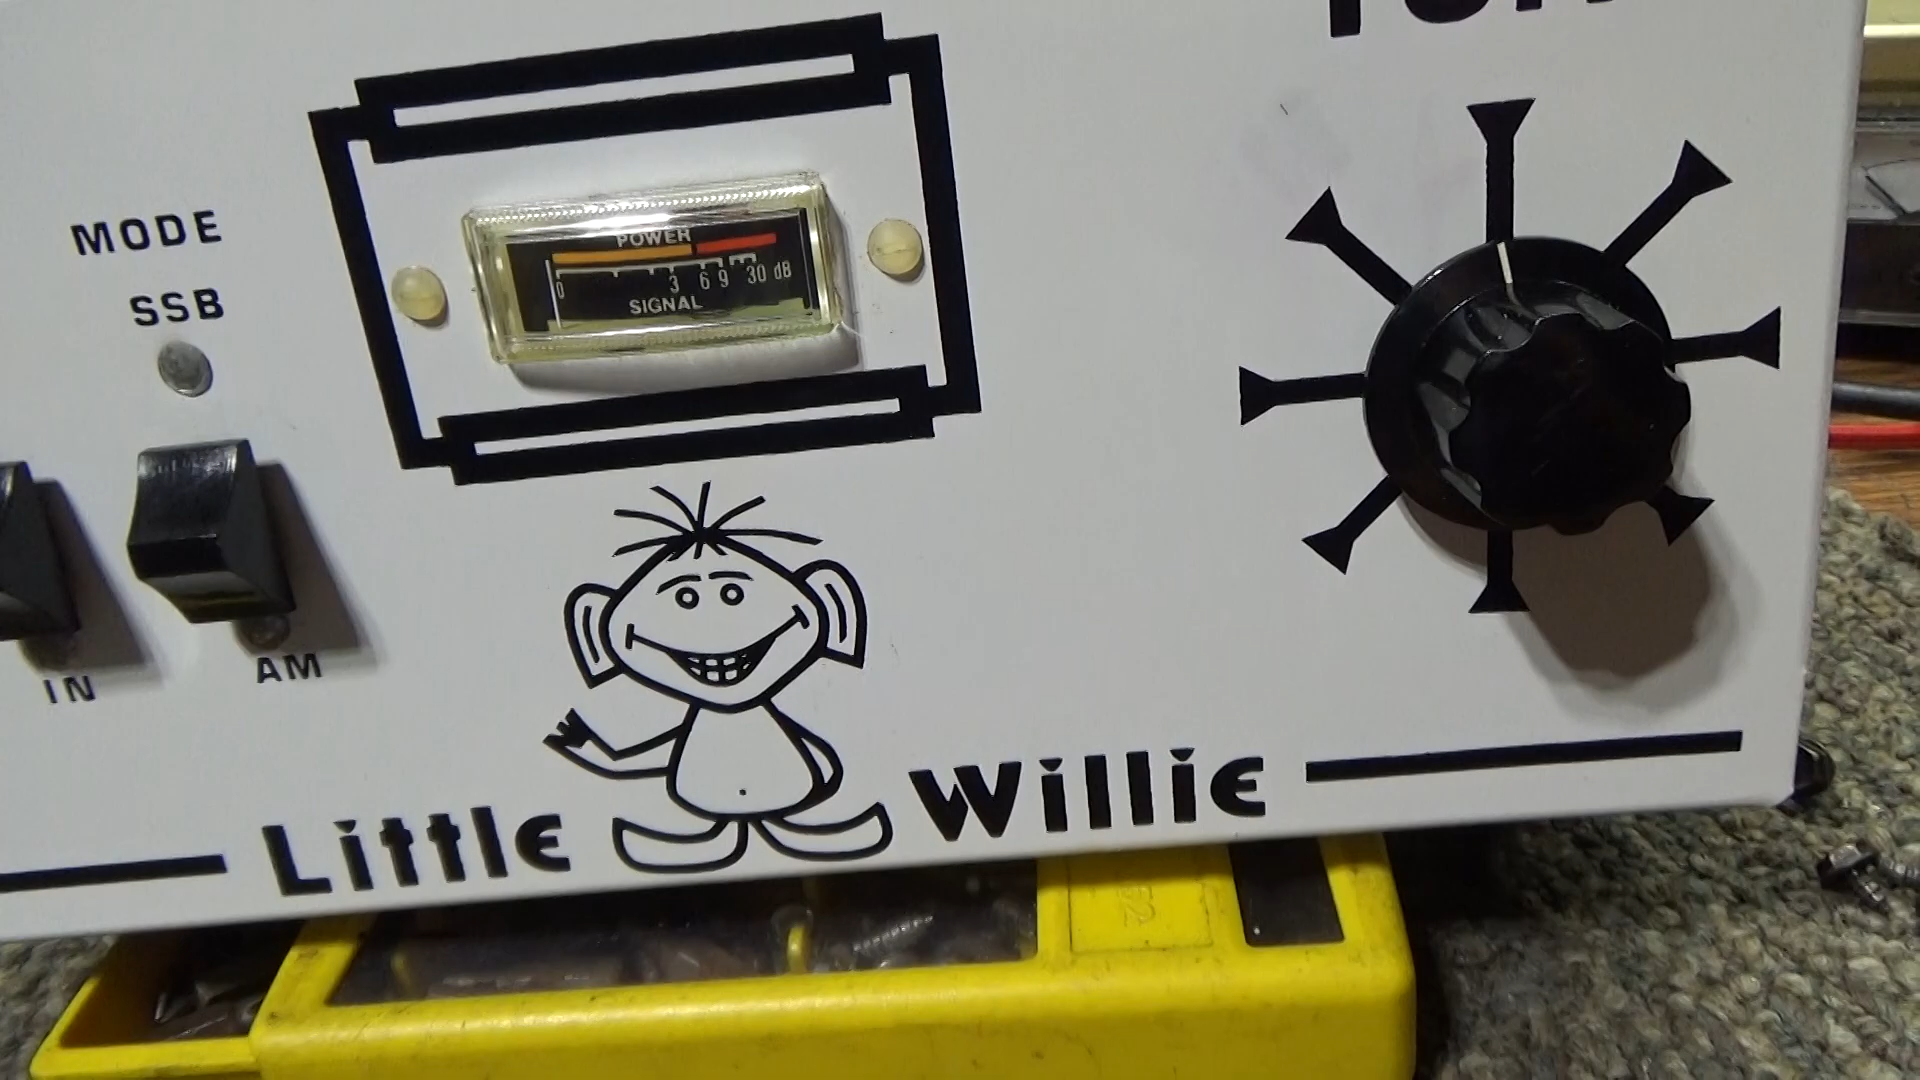 MODE
SSB
IN
AM
POWER
0 3 6 9 30 dB
SIGNAL
Little Willie